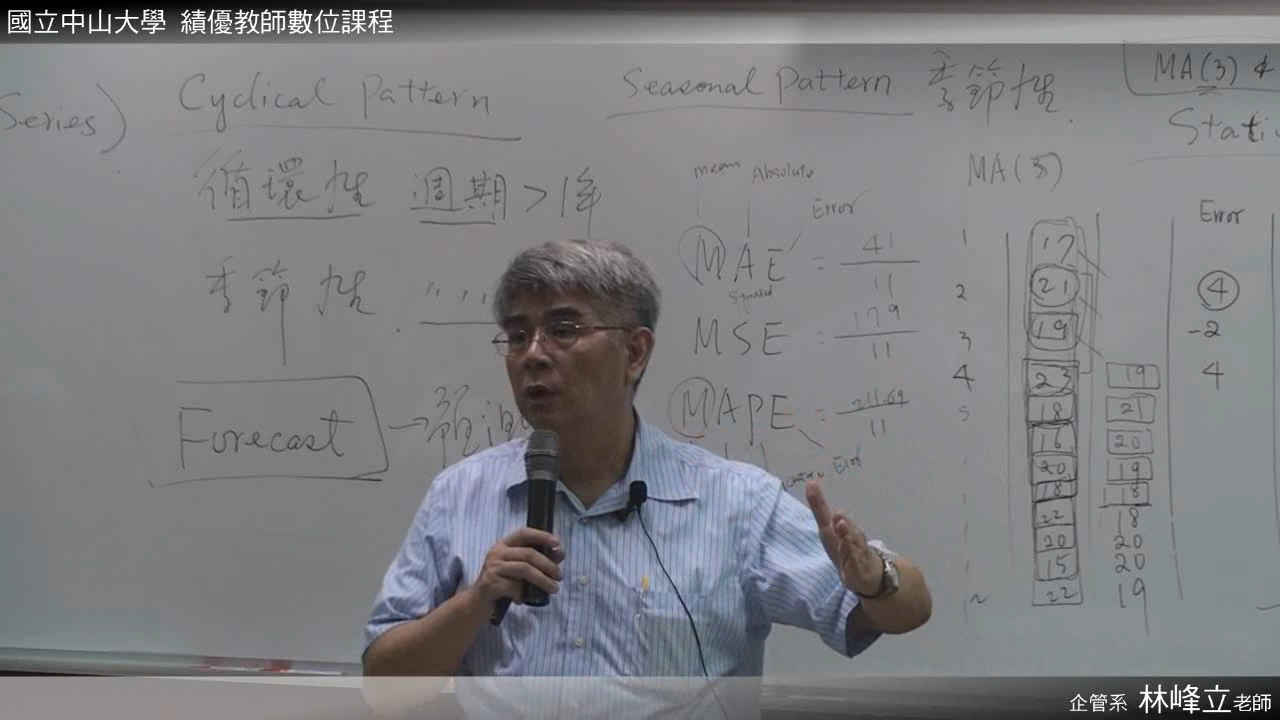 國立中山大學 績優教師數位課程
Series)
Cyclical Pattern
循環性 週期>1年
季節性 〃
Forecast → 預測
Seasonal Pattern 季節性
mean Absolute Error
MAE = 41/11
squared
MSE = 179/11
MAPE = 211.69/11
Error
MA(3) 4
MA(3)
Error
1 17
2 21 4
3 19 -2
4 23 19 4
5 18 21
16 20
20 19
18 18
22 18
20 20
15 20
22 19
企管系 林峰立老師